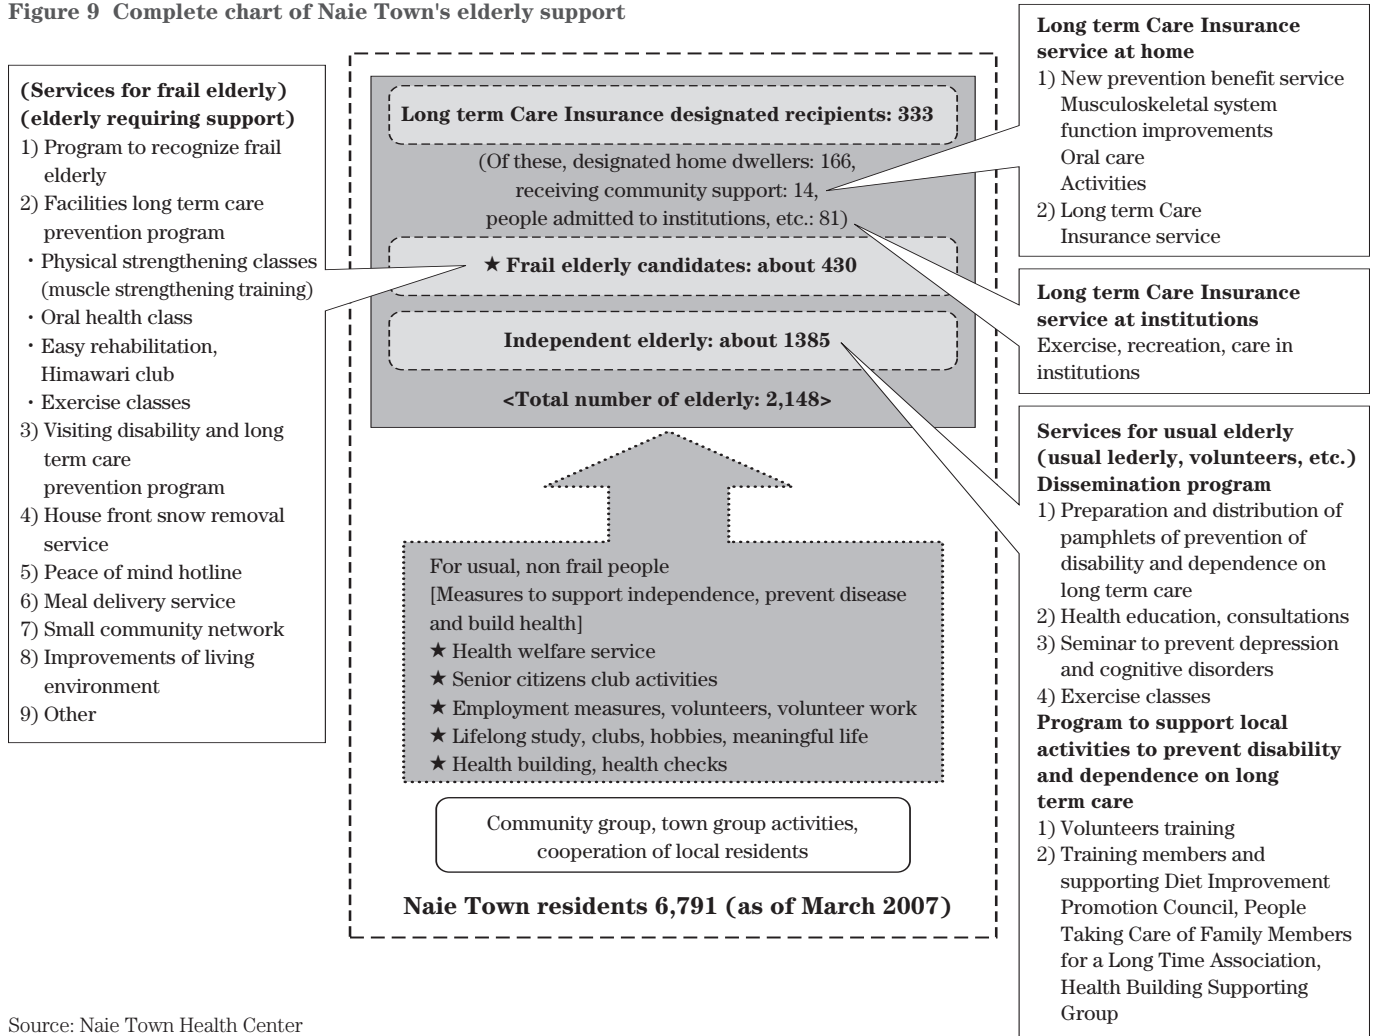 Figure 9  Complete chart of Naie Town's elderly support
(Services for frail elderly)
(elderly requiring support)
1) Program to recognize frail
elderly
2) Facilities long term care
prevention program
・Physical strengthening classes
(muscle strengthening training)
・Oral health class
・Easy rehabilitation,
Himawari club
・Exercise classes
3) Visiting disability and long
term care
prevention program
4) House front snow removal
service
5) Peace of mind hotline
6) Meal delivery service
7) Small community network
8) Improvements of living
environment
9) Other
Long term Care Insurance designated recipients: 333
(Of these, designated home dwellers: 166,
receiving community support: 14,
people admitted to institutions, etc.: 81)
★ Frail elderly candidates: about 430
Independent elderly: about 1385
<Total number of elderly: 2,148>
For usual, non frail people
[Measures to support independence, prevent disease
and build health]
★ Health welfare service
★ Senior citizens club activities
★ Employment measures, volunteers, volunteer work
★ Lifelong study, clubs, hobbies, meaningful life
★ Health building, health checks
Community group, town group activities,
cooperation of local residents
Naie Town residents 6,791 (as of March 2007)
Long term Care Insurance
service at home
1) New prevention benefit service
Musculoskeletal system
function improvements
Oral care
Activities
2) Long term Care
Insurance service
Long term Care Insurance
service at institutions
Exercise, recreation, care in
institutions
Services for usual elderly
(usual lederly, volunteers, etc.)
Dissemination program
1) Preparation and distribution of
pamphlets of prevention of
disability and dependence on
long term care
2) Health education, consultations
3) Seminar to prevent depression
and cognitive disorders
4) Exercise classes
Program to support local
activities to prevent disability
and dependence on long
term care
1) Volunteers training
2) Training members and
supporting Diet Improvement
Promotion Council, People
Taking Care of Family Members
for a Long Time Association,
Health Building Supporting
Group
Source: Naie Town Health Center